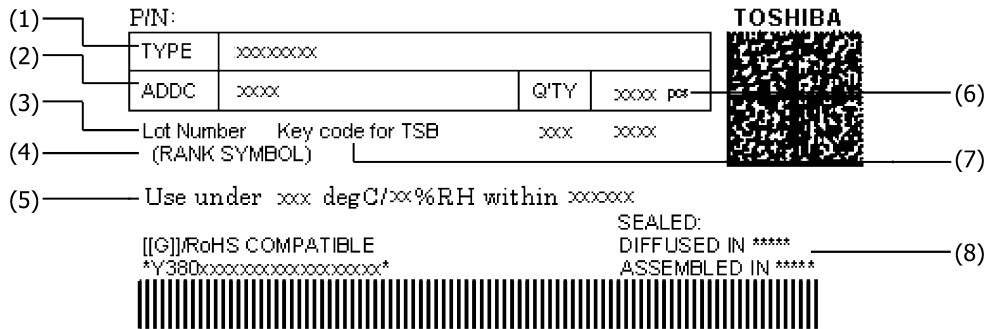 P/N: TOSHIBA
(1)
TYPE xxxxxxxx
(2)
ADDC xxxx Q'TY xxxx pcs (6)
(3)
Lot Number Key code for TSB xxx xxxx
(4) (RANK SYMBOL) (7)
(5) Use under xxx degC/xx%RH within xxxxxx
SEALED:
[[G]]/RoHS COMPATIBLE DIFFUSED IN ***** (8)
*Y380xxxxxxxxxxxxxxxxxx* ASSEMBLED IN *****